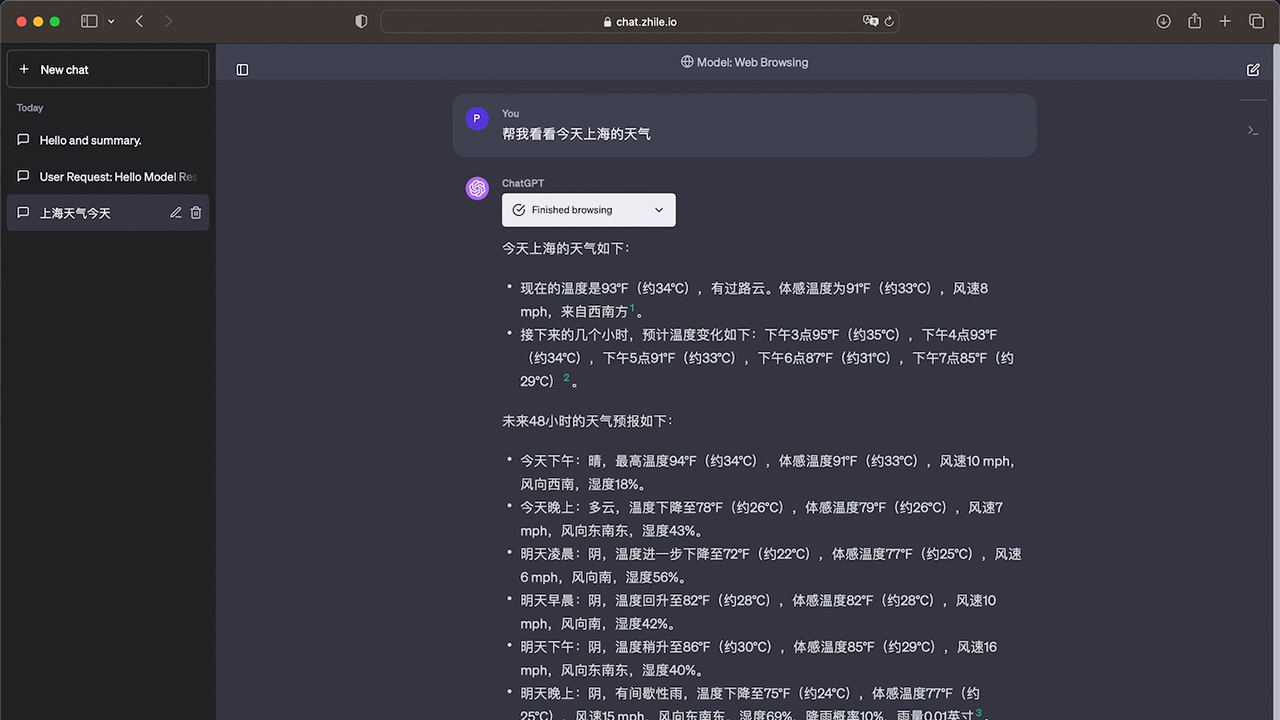 chat.zhile.io
New chat
Model: Web Browsing
Today
Hello and summary.
User Request: Hello Model Res
上海天气今天
P
You
帮我看看今天上海的天气
ChatGPT
Finished browsing
今天上海的天气如下：
• 现在的温度是93°F（约34°C），有过路云。体感温度为91°F（约33°C），风速8
mph，来自西南方1。
• 接下来的几个小时，预计温度变化如下：下午3点95°F（约35°C），下午4点93°F
（约34°C），下午5点91°F（约33°C），下午6点87°F（约31°C），下午7点85°F（约
29°C）2。
未来48小时的天气预报如下：
• 今天下午：晴，最高温度94°F（约34°C），体感温度91°F（约33°C），风速10 mph，
风向西南，湿度18%。
• 今天晚上：多云，温度下降至78°F（约26°C），体感温度79°F（约26°C），风速7
mph，风向东南东，湿度43%。
• 明天凌晨：阴，温度进一步下降至72°F（约22°C），体感温度77°F（约25°C），风速
6 mph，风向南，湿度56%。
• 明天早晨：阴，温度回升至82°F（约28°C），体感温度82°F（约28°C），风速10
mph，风向南，湿度42%。
• 明天下午：阴，温度稍升至86°F（约30°C），体感温度85°F（约29°C），风速16
mph，风向东南东，湿度40%。
• 明天晚上：阴，有间歇性雨，温度下降至75°F（约24°C），体感温度77°F（约
25°C），风速15 mph，风向东南东，湿度69%，降雨概率10%，雨量0.01英寸3。